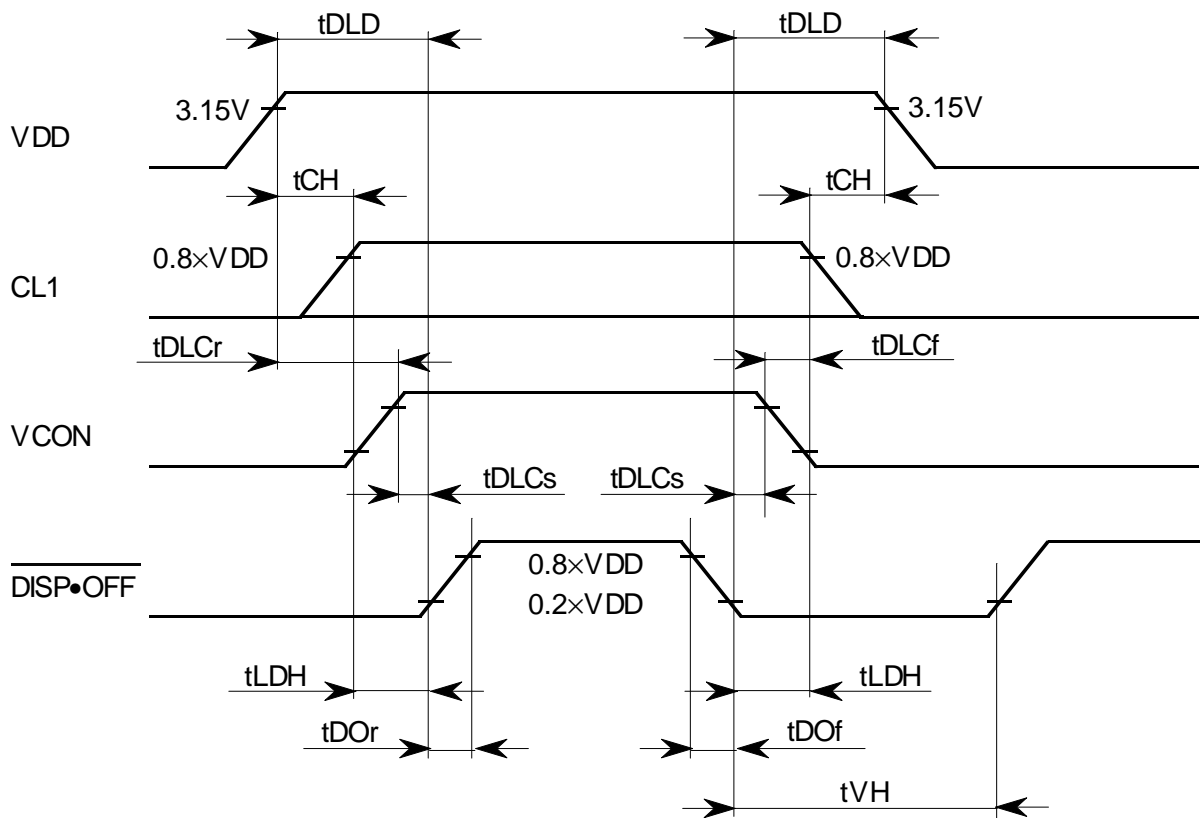 tDLD tDLD
3.15V 3.15V
VDD
tCH tCH
0.8×VDD 0.8×VDD
CL1
tDLCr tDLCf
VCON
tDLCs tDLCs
DISP•OFF 0.8×VDD
0.2×VDD
tLDH tLDH
tDOr tDOf
tVH